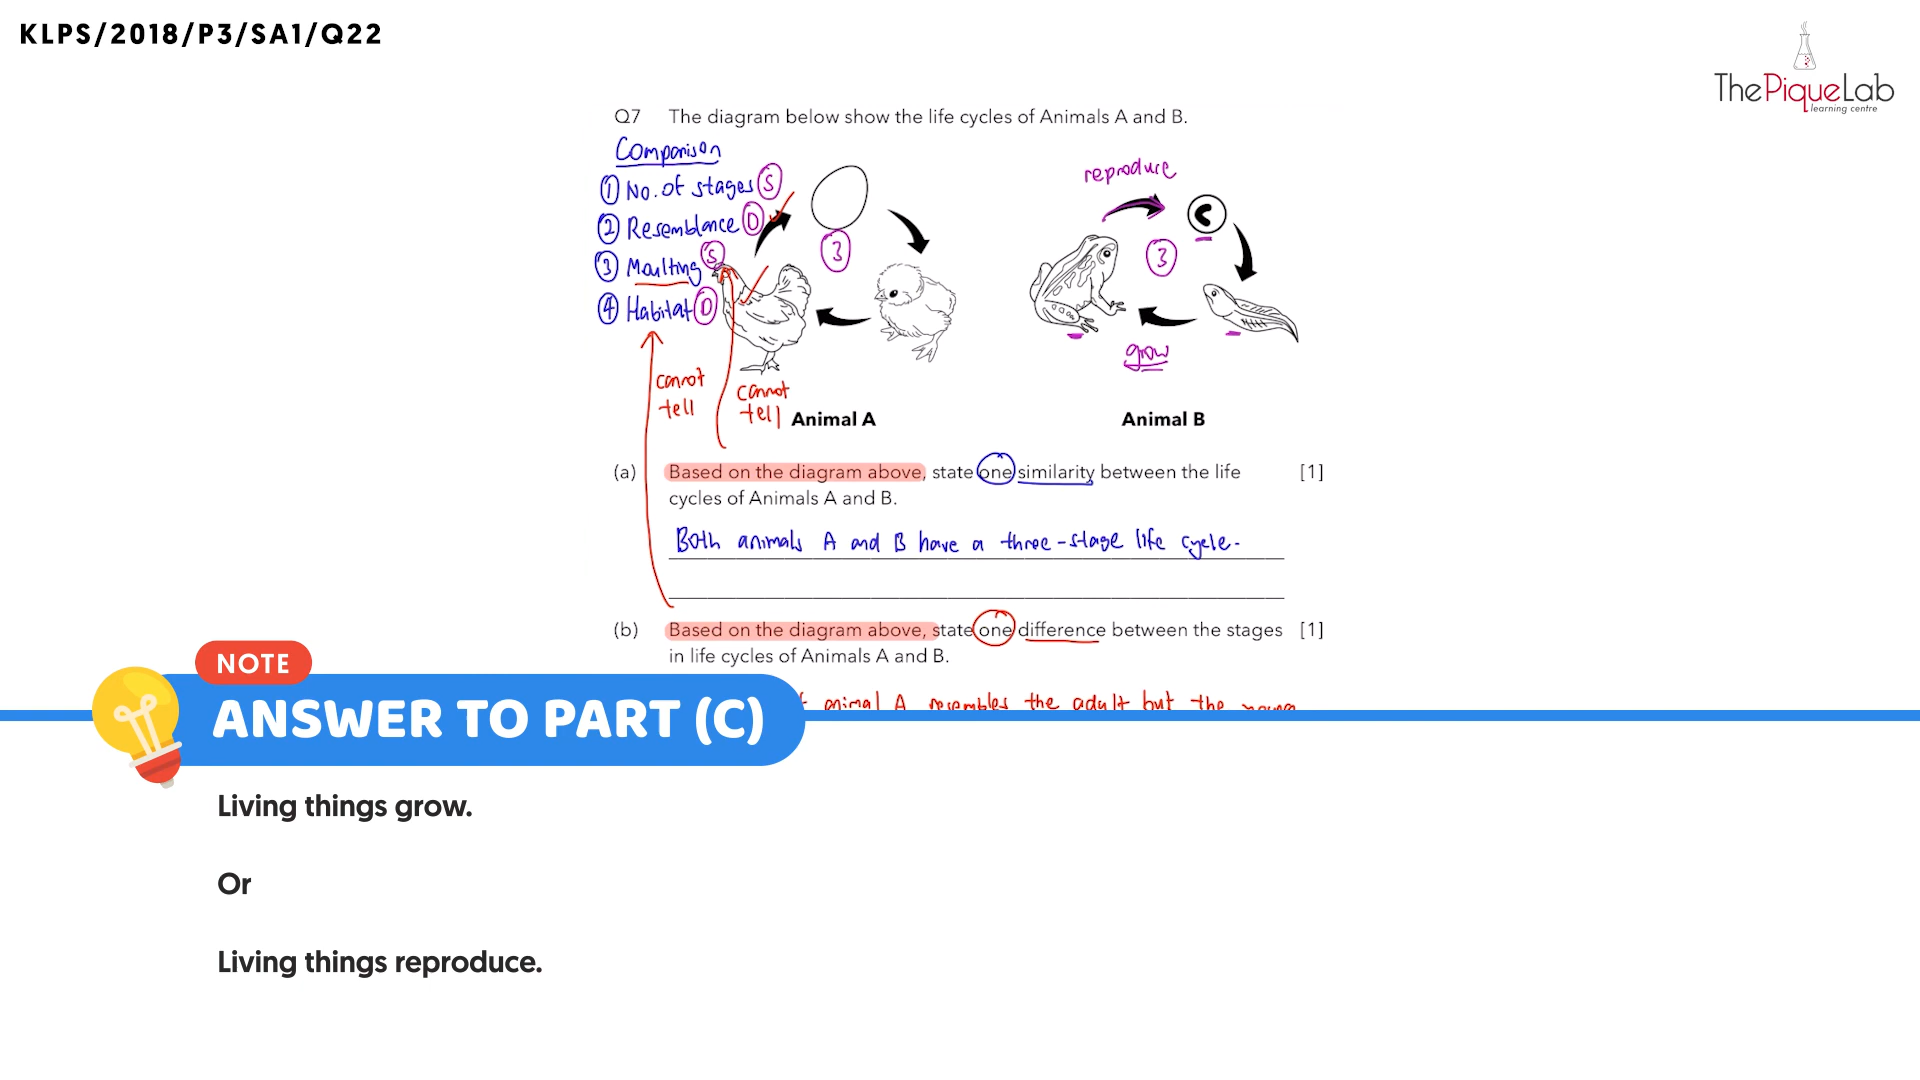 KLPS/2018/P3/SA1/Q22
ThePiqueLab
learning centre
Q7 The diagram below show the life cycles of Animals A and B.
Comparison
① No. of stages Ⓢ
② Resemblance Ⓓ
③ Moulting Ⓢ
④ Habitat Ⓓ
3
reproduce
3
grow
cannot
tell
cannot
tell
Animal A
Animal B
(a) Based on the diagram above, state one similarity between the life [1]
cycles of Animals A and B.
Both animals A and B have a three-stage life cycle.
(b) Based on the diagram above, state one difference between the stages [1]
in life cycles of Animals A and B.
animal A resembles the adult but the young
NOTE
ANSWER TO PART (C)
Living things grow.
Or
Living things reproduce.